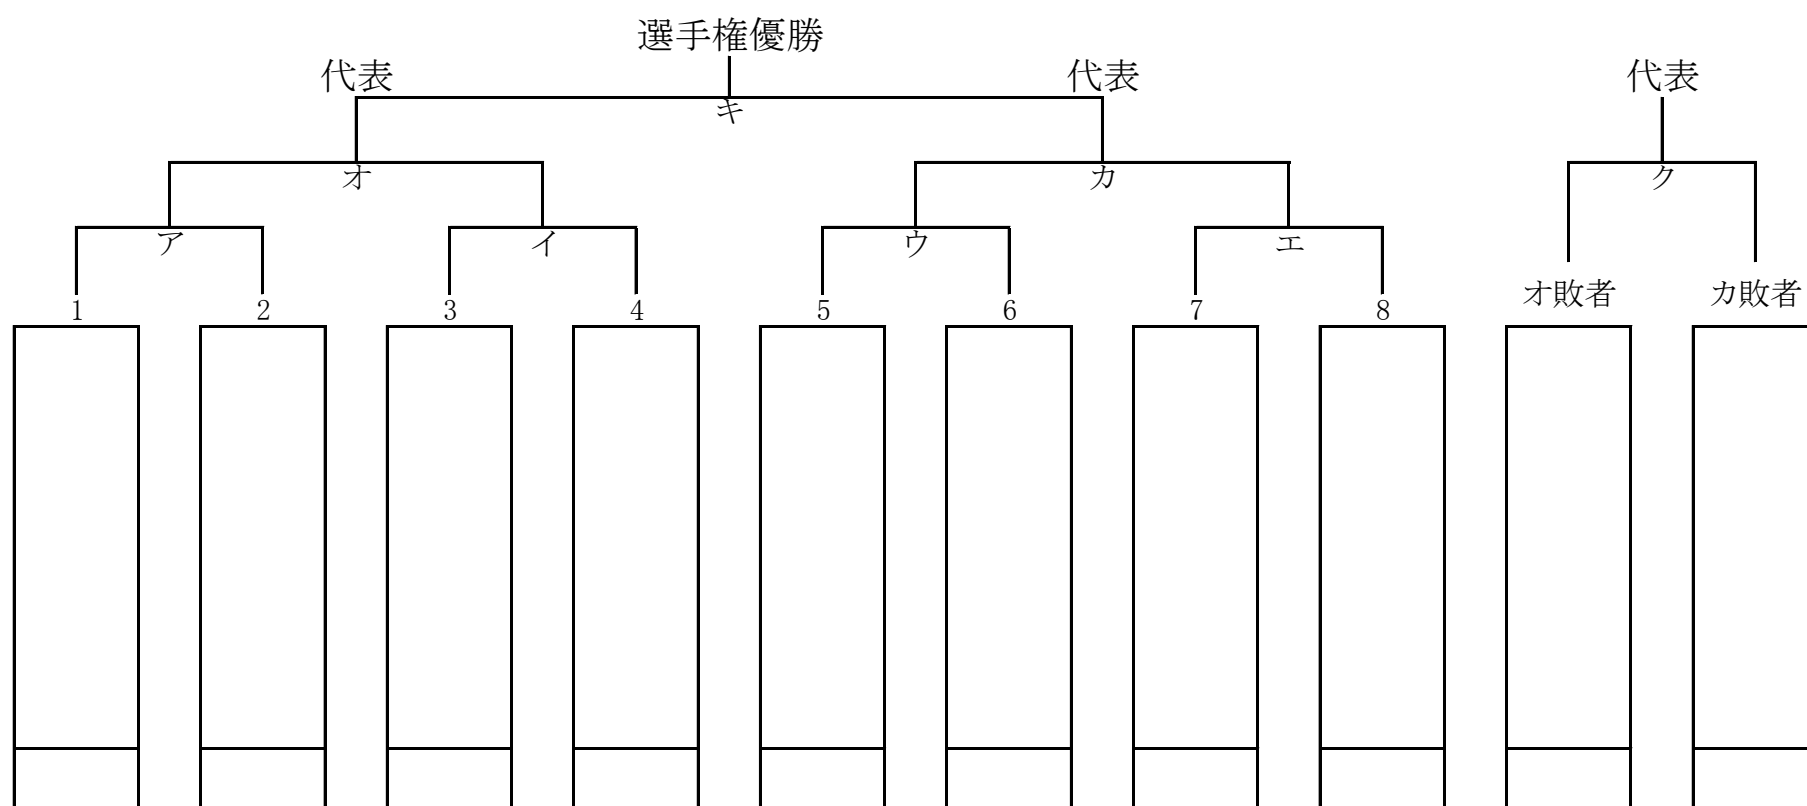 選手権優勝
代表 代表 代表
キ
オ カ ク
ア イ ウ エ
1 2 3 4 5 6 7 8 オ敗者 カ敗者